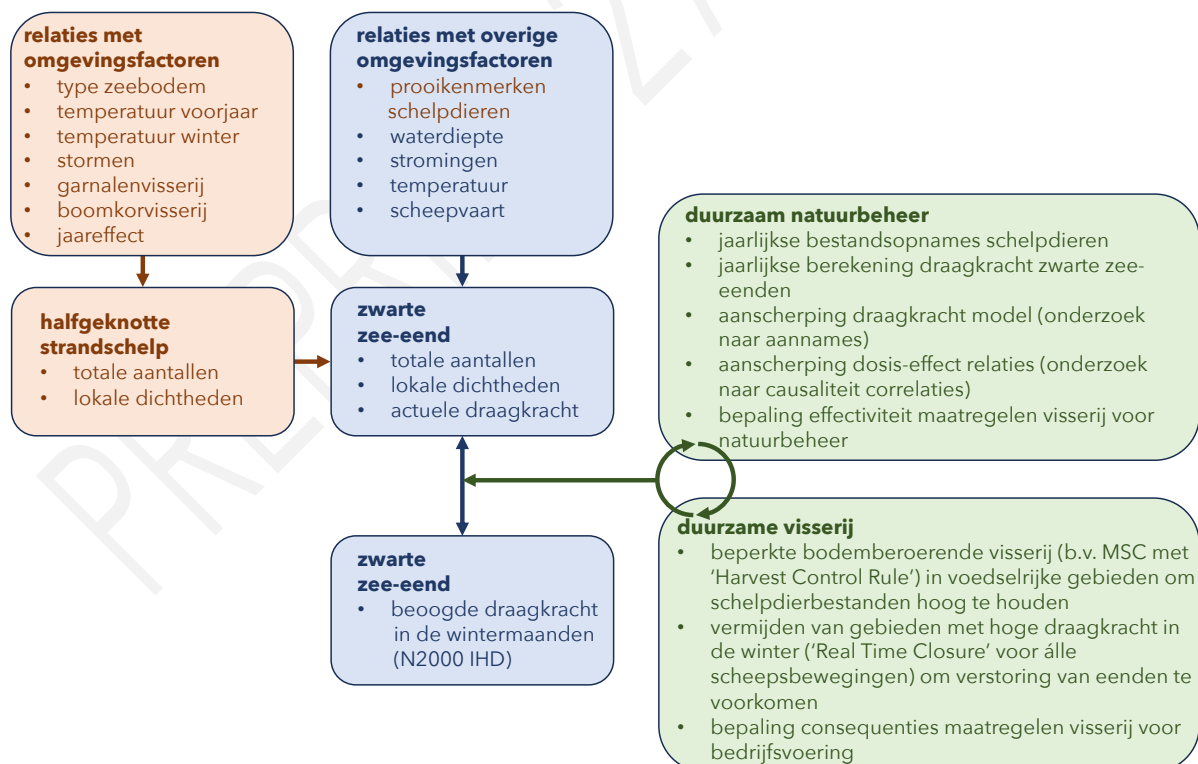 relaties met
omgevingsfactoren
• type zeebodem
• temperatuur voorjaar
• temperatuur winter
• stormen
• garnalenvisserij
• boomkorvisserij
• jaareffect
relaties met overige
omgevingsfactoren
• prooikenmerken
schelpdieren
• waterdiepte
• stromingen
• temperatuur
• scheepvaart
halfgeknotte
strandschelp
• totale aantallen
• lokale dichtheden
zwarte
zee-eend
• totale aantallen
• lokale dichtheden
• actuele draagkracht
zwarte
zee-eend
• beoogde draagkracht
in de wintermaanden
(N2000 IHD)
duurzaam natuurbeheer
• jaarlijkse bestandsopnames schelpdieren
• jaarlijkse berekening draagkracht zwarte zee-
eenden
• aanscherping draagkracht model (onderzoek
naar aannames)
• aanscherping dosis-effect relaties (onderzoek
naar causaliteit correlaties)
• bepaling effectiviteit maatregelen visserij voor
natuurbeheer
duurzame visserij
• beperkte bodemberoerende visserij (b.v. MSC met
‘Harvest Control Rule’) in voedselrijke gebieden om
schelpdierbestanden hoog te houden
• vermijden van gebieden met hoge draagkracht in
de winter (‘Real Time Closure’ voor álle
scheepsbewegingen) om verstoring van eenden te
voorkomen
• bepaling consequenties maatregelen visserij voor
bedrijfsvoering